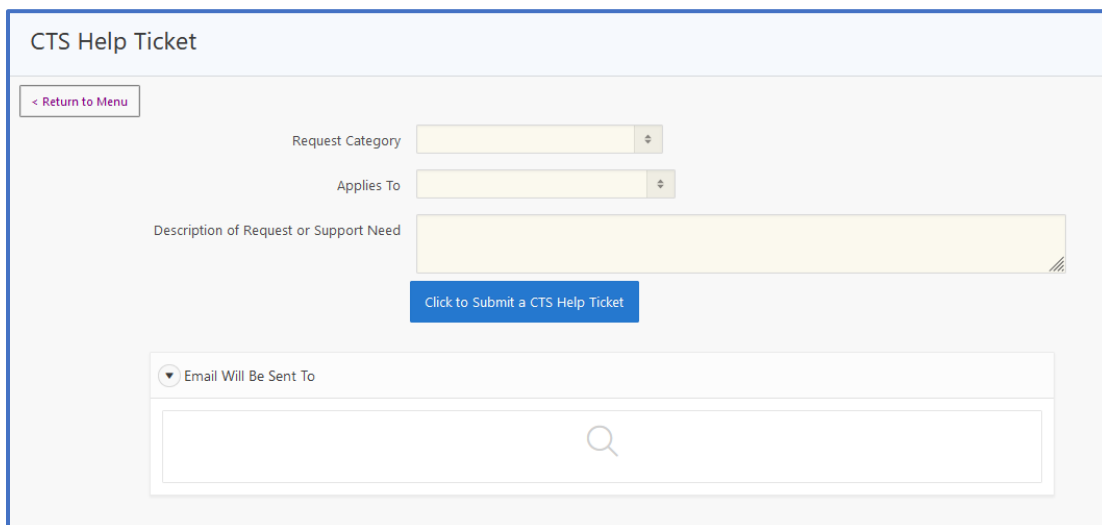 CTS Help Ticket
< Return to Menu
Request Category
Applies To
Description of Request or Support Need
Click to Submit a CTS Help Ticket
Email Will Be Sent To